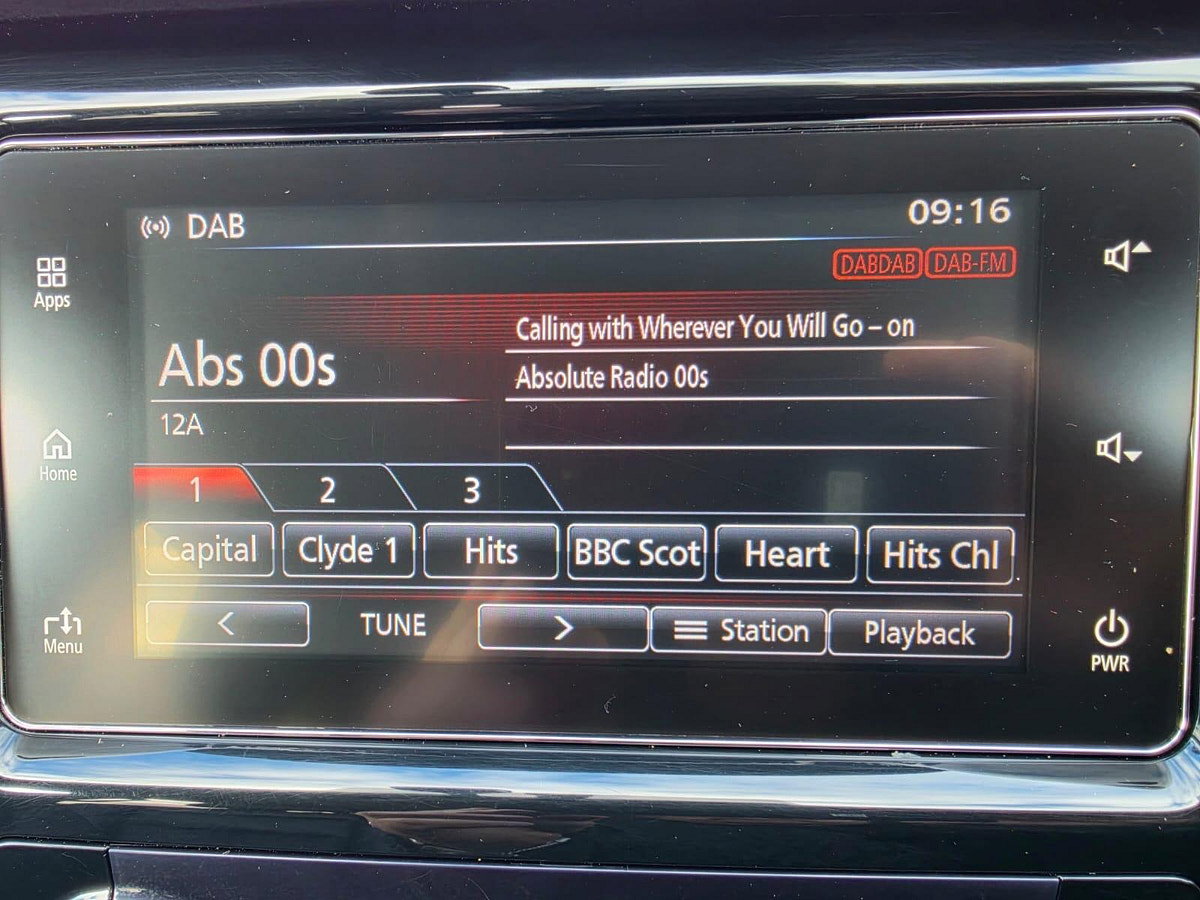 DAB
09:16
DABDAB DAB-FM
Apps
Calling with Wherever You Will Go – on
Abs 00s
Absolute Radio 00s
12A
Home
1 2 3
Capital Clyde 1 Hits BBC Scot Heart Hits Chl
< TUNE > Station Playback
Menu
PWR